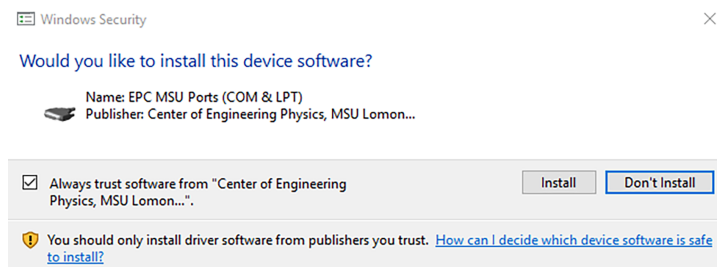 Windows Security
Would you like to install this device software?
Name: EPC MSU Ports (COM & LPT)
Publisher: Center of Engineering Physics, MSU Lomon...
Always trust software from "Center of Engineering
Physics, MSU Lomon...".
Install
Don't Install
You should only install driver software from publishers you trust. How can I decide which device software is safe
to install?